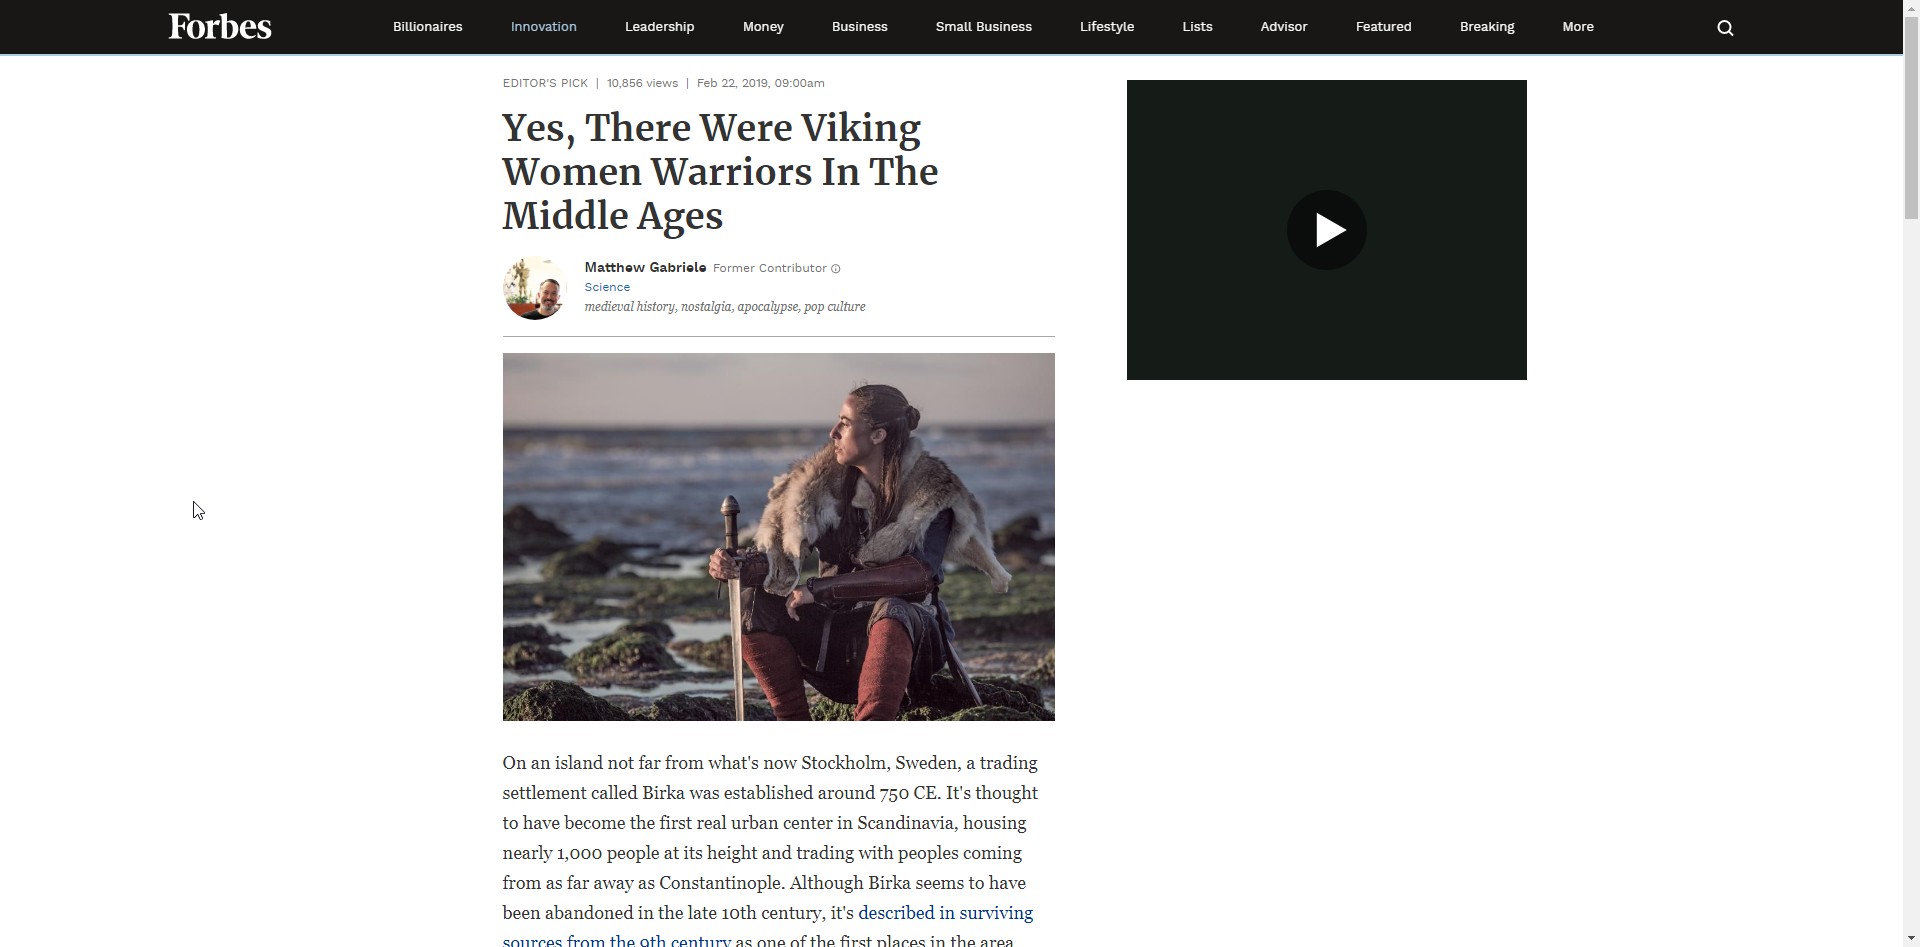 Forbes
Billionaires Innovation Leadership Money Business Small Business Lifestyle Lists Advisor Featured Breaking More
EDITOR'S PICK | 10,856 views | Feb 22, 2019, 09:00am
Yes, There Were Viking
Women Warriors In The
Middle Ages
Matthew Gabriele Former Contributor
Science
medieval history, nostalgia, apocalypse, pop culture
On an island not far from what's now Stockholm, Sweden, a trading
settlement called Birka was established around 750 CE. It's thought
to have become the first real urban center in Scandinavia, housing
nearly 1,000 people at its height and trading with peoples coming
from as far away as Constantinople. Although Birka seems to have
been abandoned in the late 10th century, it's described in surviving
sources from the 9th century as one of the first places in the area